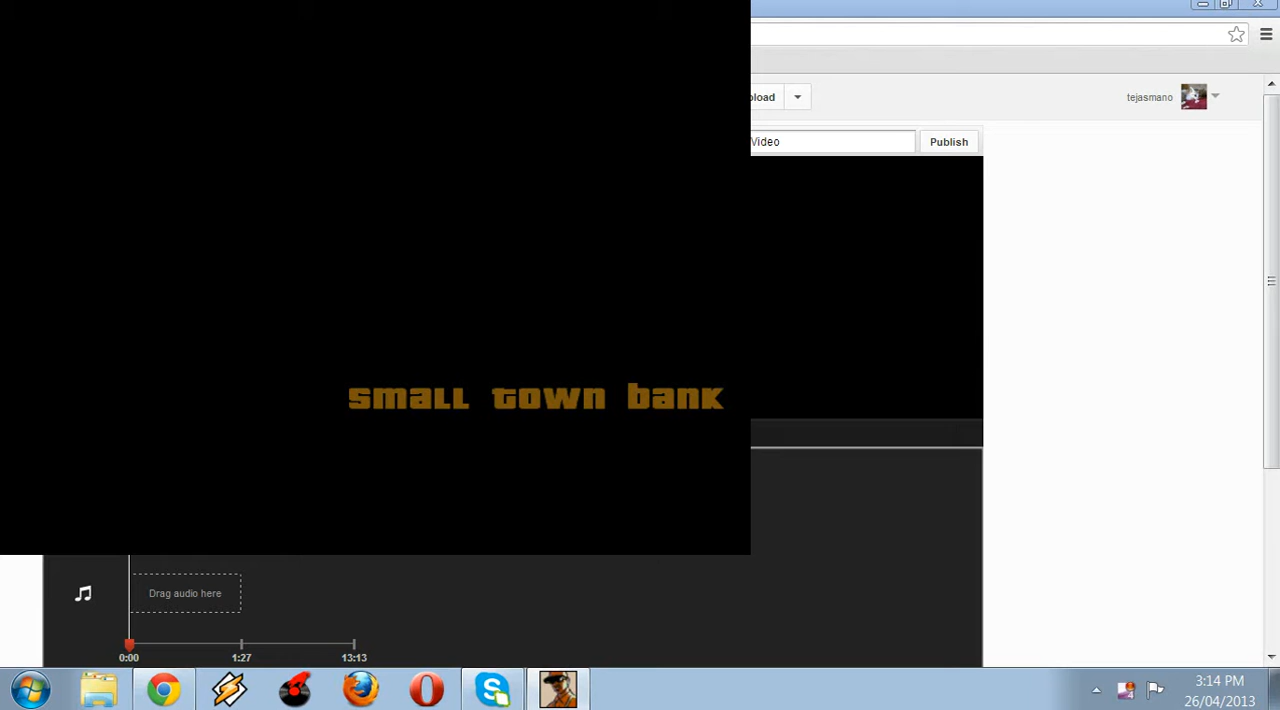 pload
tejasmano
Video
Publish
small town bank
Drag audio here
0:00 1:27 13:13
3:14 PM
26/04/2013